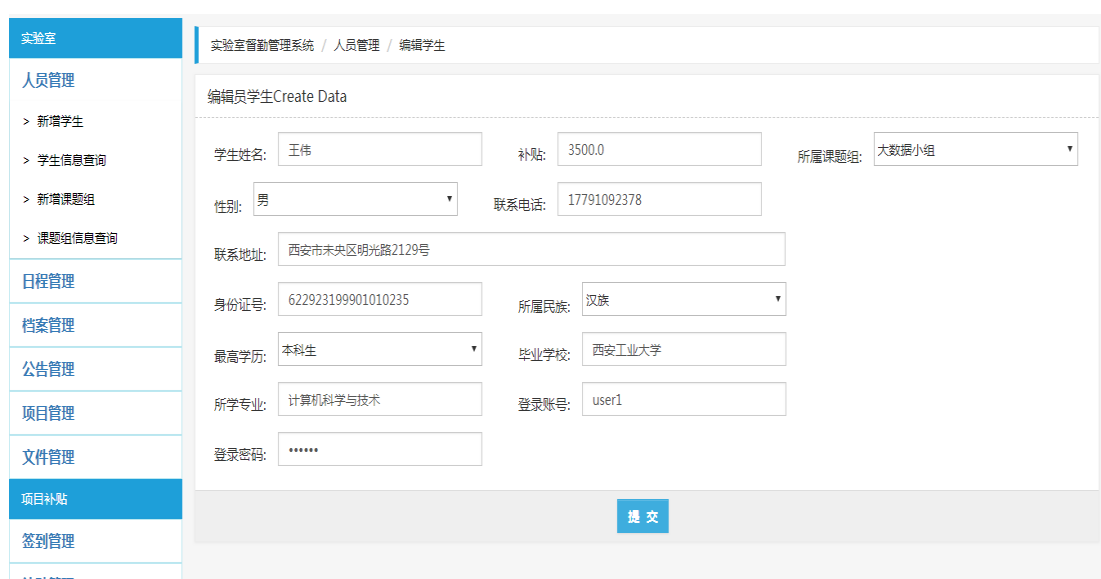 实验室
人员管理
> 新增学生
> 学生信息查询
> 新增课题组
> 课题组信息查询
日程管理
档案管理
公告管理
项目管理
文件管理
项目补贴
签到管理
实验室督勤管理系统 / 人员管理 / 编辑学生
编辑员学生Create Data
学生姓名: 王伟 补贴: 3500.0 所属课题组: 大数据小组
性别: 男 联系电话: 17791092378
联系地址: 西安市未央区明光路2129号
身份证号: 622923199901010235 所属民族: 汉族
最高学历: 本科生 毕业学校: 西安工业大学
所学专业: 计算机科学与技术 登录账号: user1
登录密码: ••••••
提 交